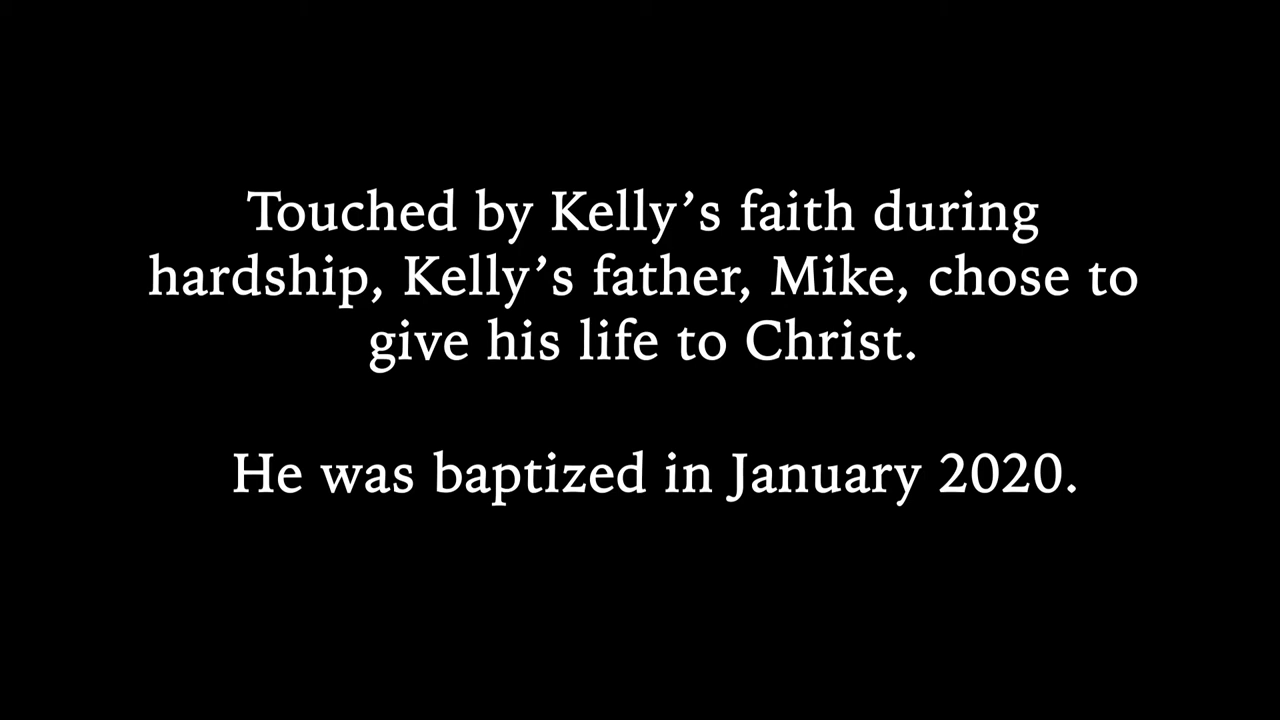 Touched by Kelly’s faith during
hardship, Kelly’s father, Mike, chose to
give his life to Christ.
He was baptized in January 2020.